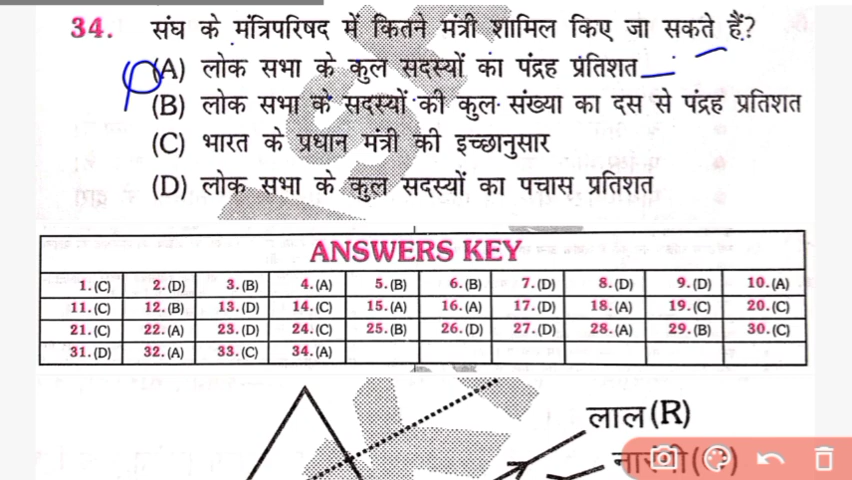 34. संघ के मंत्रिपरिषद में कितने मंत्री शामिल किए जा सकते हैं?
(A) लोक सभा के कुल सदस्यों का पंद्रह प्रतिशत
(B) लोक सभा के सदस्यों की कुल संख्या का दस से पंद्रह प्रतिशत
(C) भारत के प्रधान मंत्री की इच्छानुसार
(D) लोक सभा के कुल सदस्यों का पचास प्रतिशत
ANSWERS KEY
1.(C) 2.(D) 3.(B) 4.(A) 5.(B) 6.(B) 7.(D) 8.(D) 9.(D) 10.(A)
11.(C) 12.(B) 13.(D) 14.(C) 15.(A) 16.(A) 17.(D) 18.(A) 19.(C) 20.(C)
21.(C) 22.(A) 23.(D) 24.(C) 25.(B) 26.(D) 27.(D) 28.(A) 29.(B) 30.(C)
31.(D) 32.(A) 33.(C) 34.(A)
लाल (R)